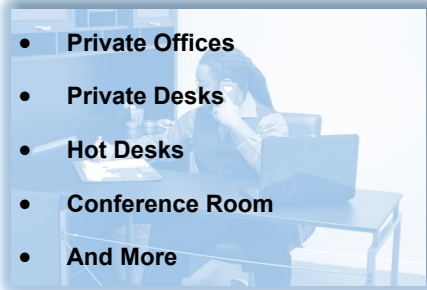 • Private Offices
• Private Desks
• Hot Desks
• Conference Room
• And More